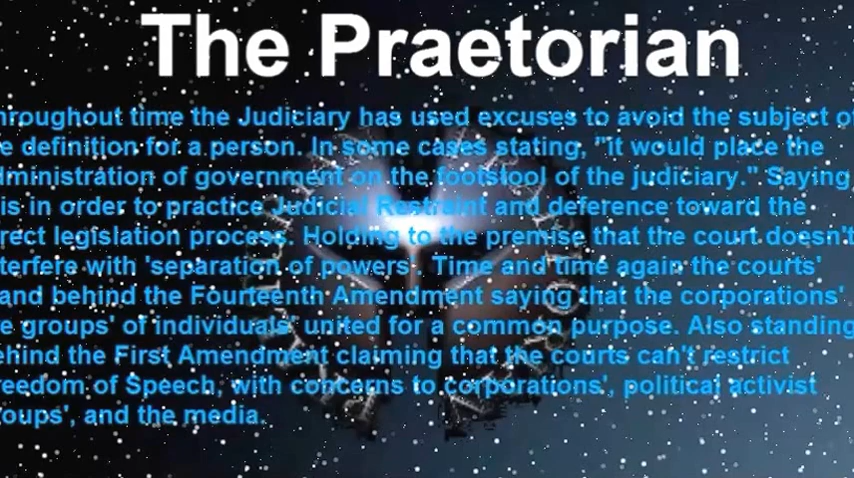 The Praetorian
hroughout time the Judiciary has used excuses to avoid the subject of
e definition for a person. In some cases stating, "it would place the
dministration of government on the footstool of the judiciary." Saying,
is in order to practice Judicial Restraint and deference toward the
rect legislation process. Holding to the premise that the court doesn't
terfere with 'separation of powers'. Time and time again the courts'
and behind the Fourteenth Amendment saying that the corporations'
e groups' of individuals' united for a common purpose. Also standing
ehind the First Amendment claiming that the courts can't restrict
reedom of Speech, with concerns to corporations', political activist
oups', and the media.